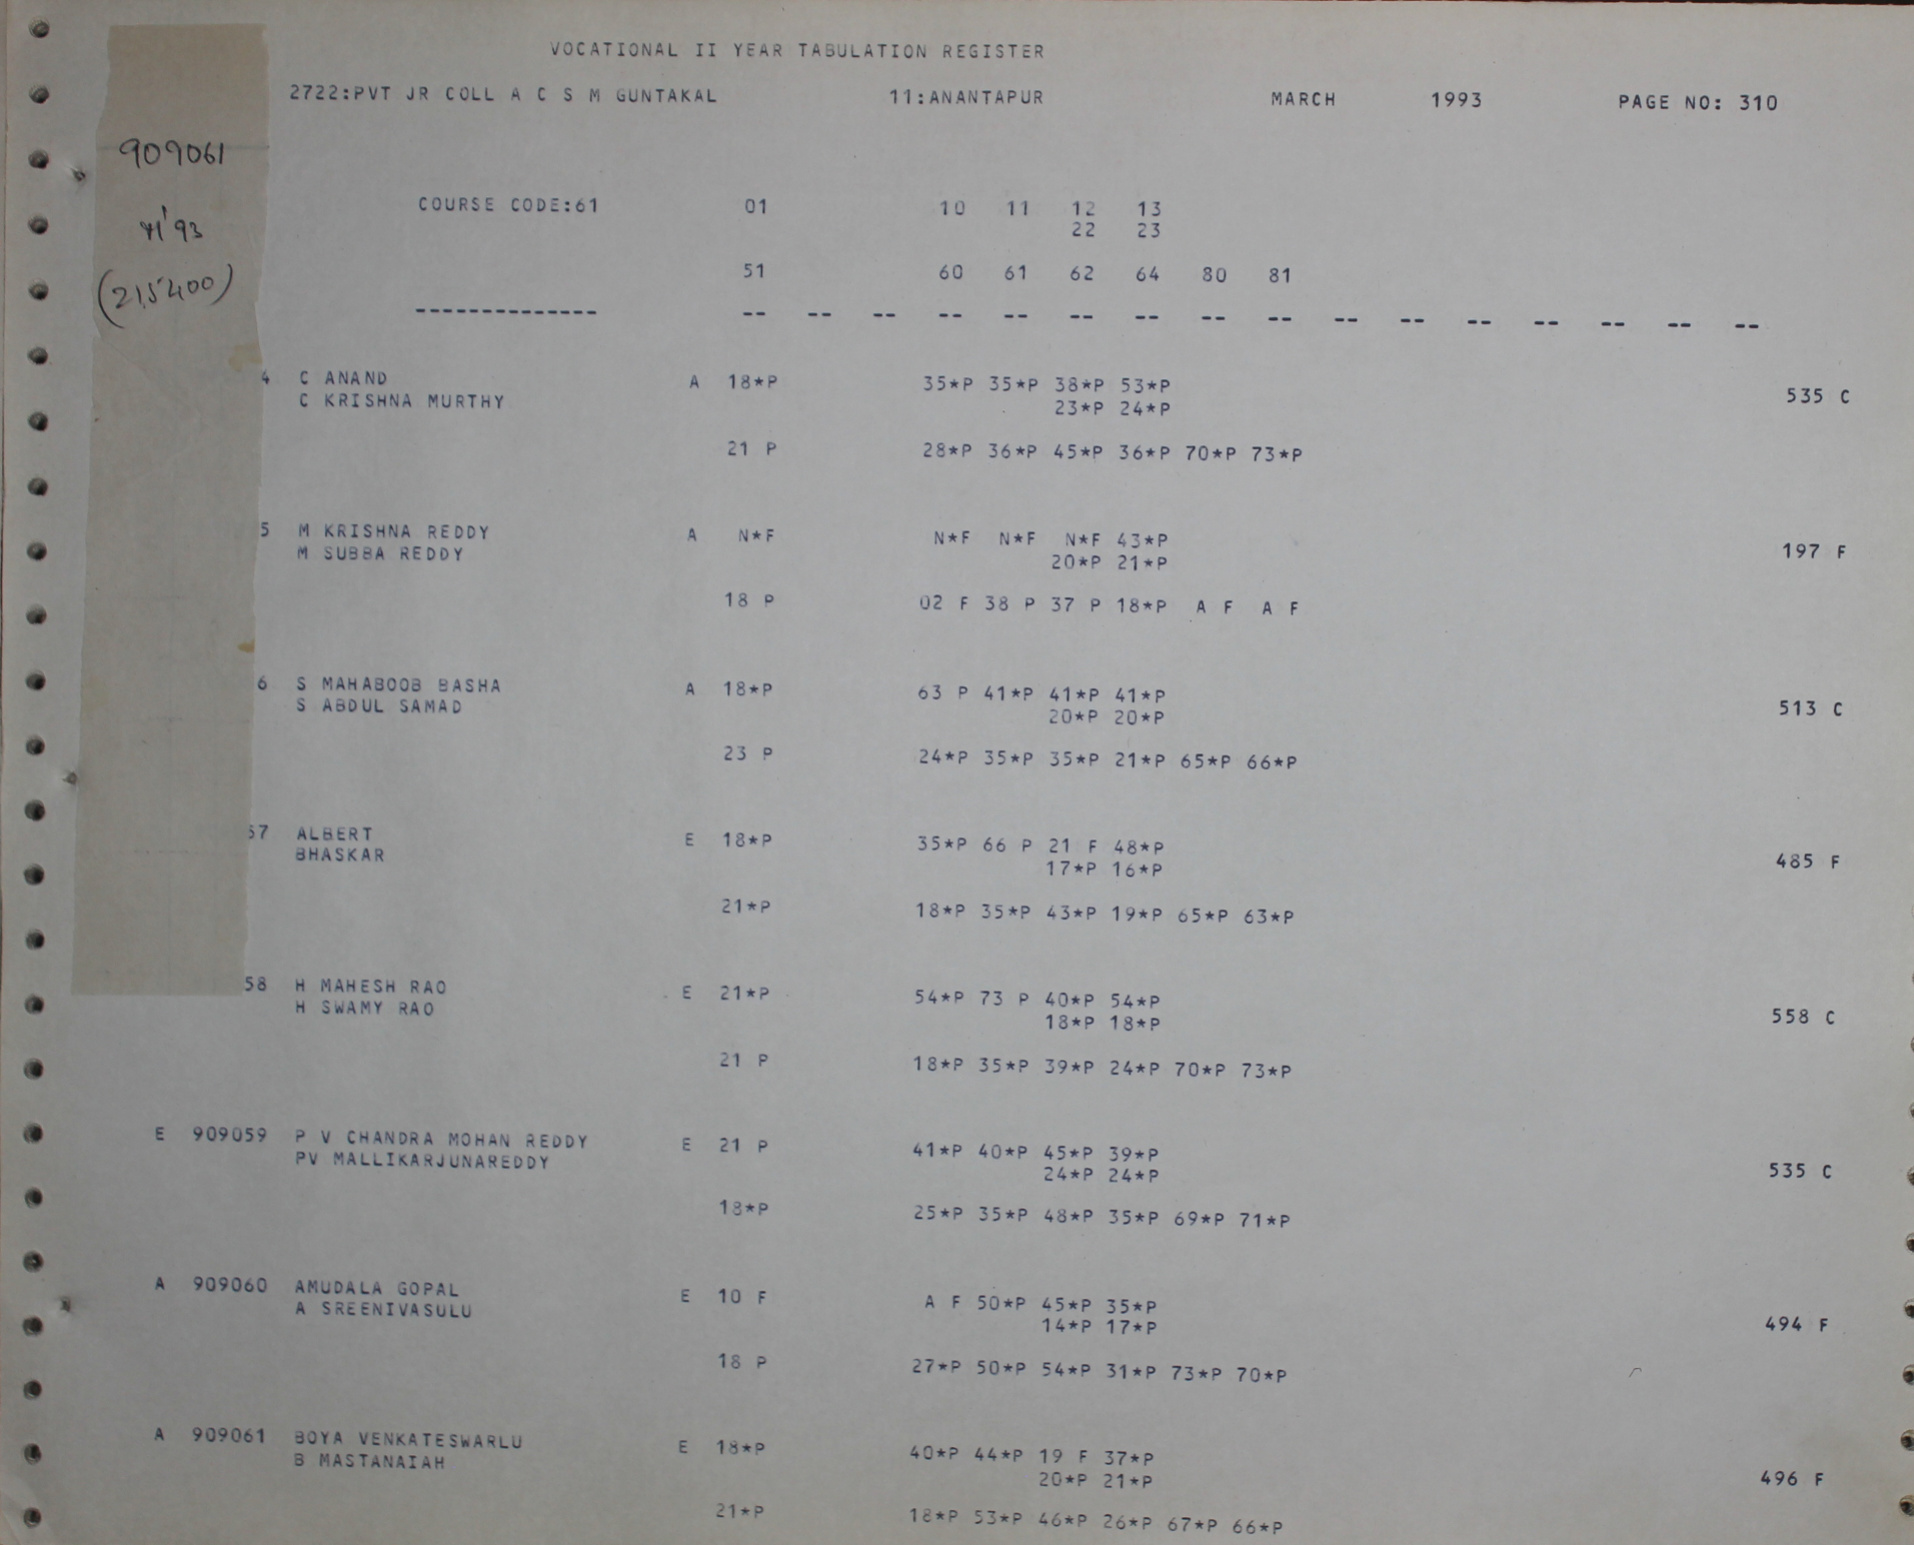 VOCATIONAL II YEAR TABULATION REGISTER
2722:PVT JR COLL A C S M GUNTAKAL 11:ANANTAPUR MARCH 1993 PAGE NO: 310
909061
M'93
(215400)
COURSE CODE:61 01 10 11 12 13
22 23
51 60 61 62 64 80 81
-------------- -- -- -- -- -- -- -- -- -- -- -- -- -- -- -- --
4 C ANAND A 18*P 35*P 35*P 38*P 53*P
C KRISHNA MURTHY 23*P 24*P 535 C
21 P 28*P 36*P 45*P 36*P 70*P 73*P
5 M KRISHNA REDDY A N*F N*F N*F N*F 43*P
M SUBBA REDDY 20*P 21*P 197 F
18 P 02 F 38 P 37 P 18*P A F A F
6 S MAHABOOB BASHA A 18*P 63 P 41*P 41*P 41*P
S ABDUL SAMAD 20*P 20*P 513 C
23 P 24*P 35*P 35*P 21*P 65*P 66*P
57 ALBERT E 18*P 35*P 66 P 21 F 48*P
BHASKAR 17*P 16*P 485 F
21*P 18*P 35*P 43*P 19*P 65*P 63*P
58 H MAHESH RAO E 21*P 54*P 73 P 40*P 54*P
H SWAMY RAO 18*P 18*P 558 C
21 P 18*P 35*P 39*P 24*P 70*P 73*P
E 909059 P V CHANDRA MOHAN REDDY E 21 P 41*P 40*P 45*P 39*P
PV MALLIKARJUNAREDDY 24*P 24*P 535 C
18*P 25*P 35*P 48*P 35*P 69*P 71*P
A 909060 AMUDALA GOPAL E 10 F A F 50*P 45*P 35*P
A SREENIVASULU 14*P 17*P 494 F
18 P 27*P 50*P 54*P 31*P 73*P 70*P
A 909061 BOYA VENKATESWARLU E 18*P 40*P 44*P 19 F 37*P
B MASTANAIAH 20*P 21*P 496 F
21*P 18*P 53*P 46*P 26*P 67*P 66*P